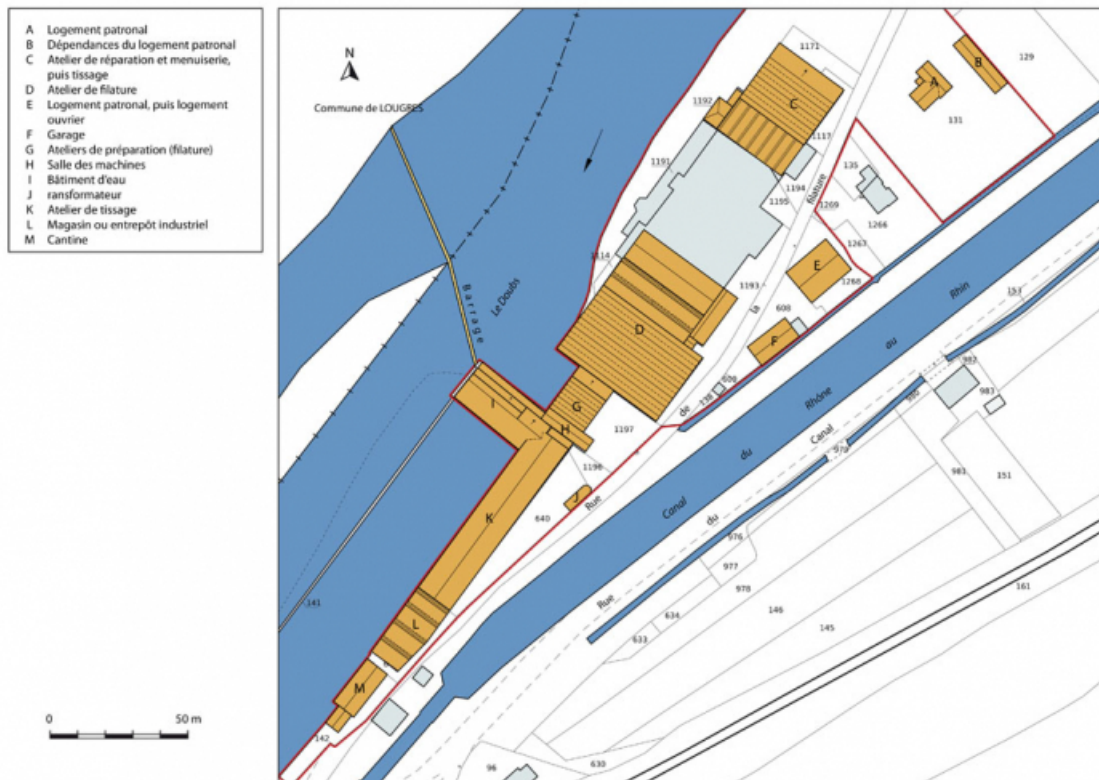 A Logement patronal
B Dépendances du logement patronal
C Atelier de réparation et menuiserie,
puis tissage
D Atelier de filature
E Logement patronal, puis logement
ouvrier
F Garage
G Ateliers de préparation (filature)
H Salle des machines
I Bâtiment d'eau
J ransformateur
K Atelier de tissage
L Magasin ou entrepôt industriel
M Cantine
N
Commune de LOUGRES
Barrage
Le Doubs
1171
129
B
A
C
131
1192
1117
1191
135
1194
1195
filature
1269
1266
1267
1114
E
1193
1268
la
608
D
F
153
Rhin
au
982
983
608
138
de
Rhône
980
I
G
H
1197
du
Canal
979
981
151
1196
J
Rue
Canal
du
K
640
976
977
978
Rue
161
146
141
634
145
633
L
M
142
0 50 m
96
630